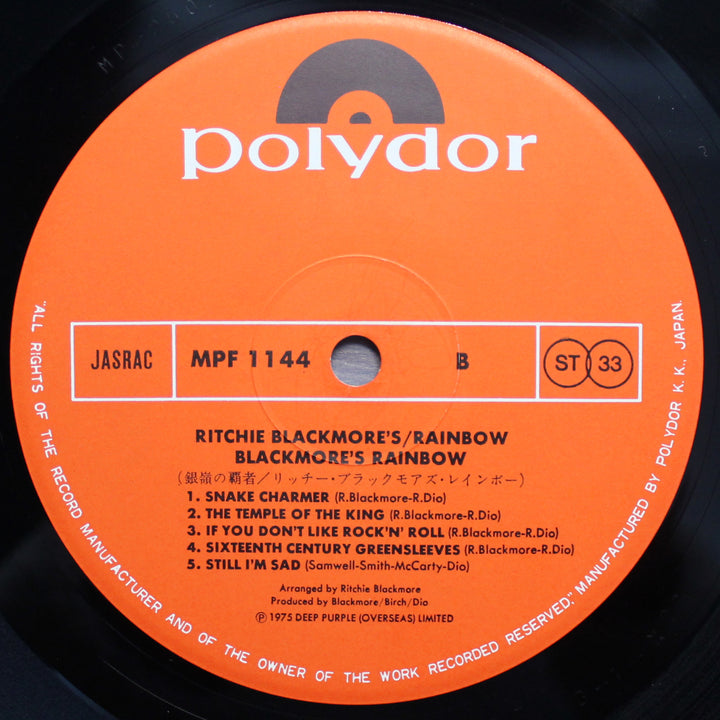 polydor
JASRAC
MPF 1144
B
ST 33
RITCHIE BLACKMORE'S/RAINBOW
BLACKMORE'S RAINBOW
(銀嶺の覇者/リッチー・ブラックモアズ・レインボー)
1. SNAKE CHARMER (R.Blackmore-R.Dio)
2. THE TEMPLE OF THE KING (R.Blackmore-R.Dio)
3. IF YOU DON'T LIKE ROCK'N' ROLL (R.Blackmore-R.Dio)
4. SIXTEENTH CENTURY GREENSLEEVES (R.Blackmore-R.Dio)
5. STILL I'M SAD (Samwell-Smith-McCarty-Dio)
Arranged by Ritchie Blackmore
Produced by Blackmore/Birch/Dio
Ⓟ 1975 DEEP PURPLE (OVERSEAS) LIMITED
"ALL RIGHTS OF THE RECORD MANUFACTURER AND OF THE OWNER OF THE WORK RECORDED RESERVED." MANUFACTURED BY POLYDOR K.K., JAPAN.